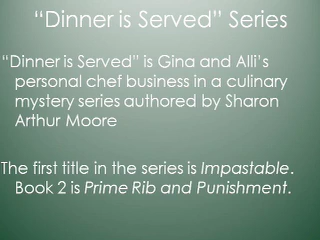 “Dinner is Served” Series
“Dinner is Served” is Gina and Alli’s
personal chef business in a culinary
mystery series authored by Sharon
Arthur Moore
The first title in the series is Impastable.
Book 2 is Prime Rib and Punishment.